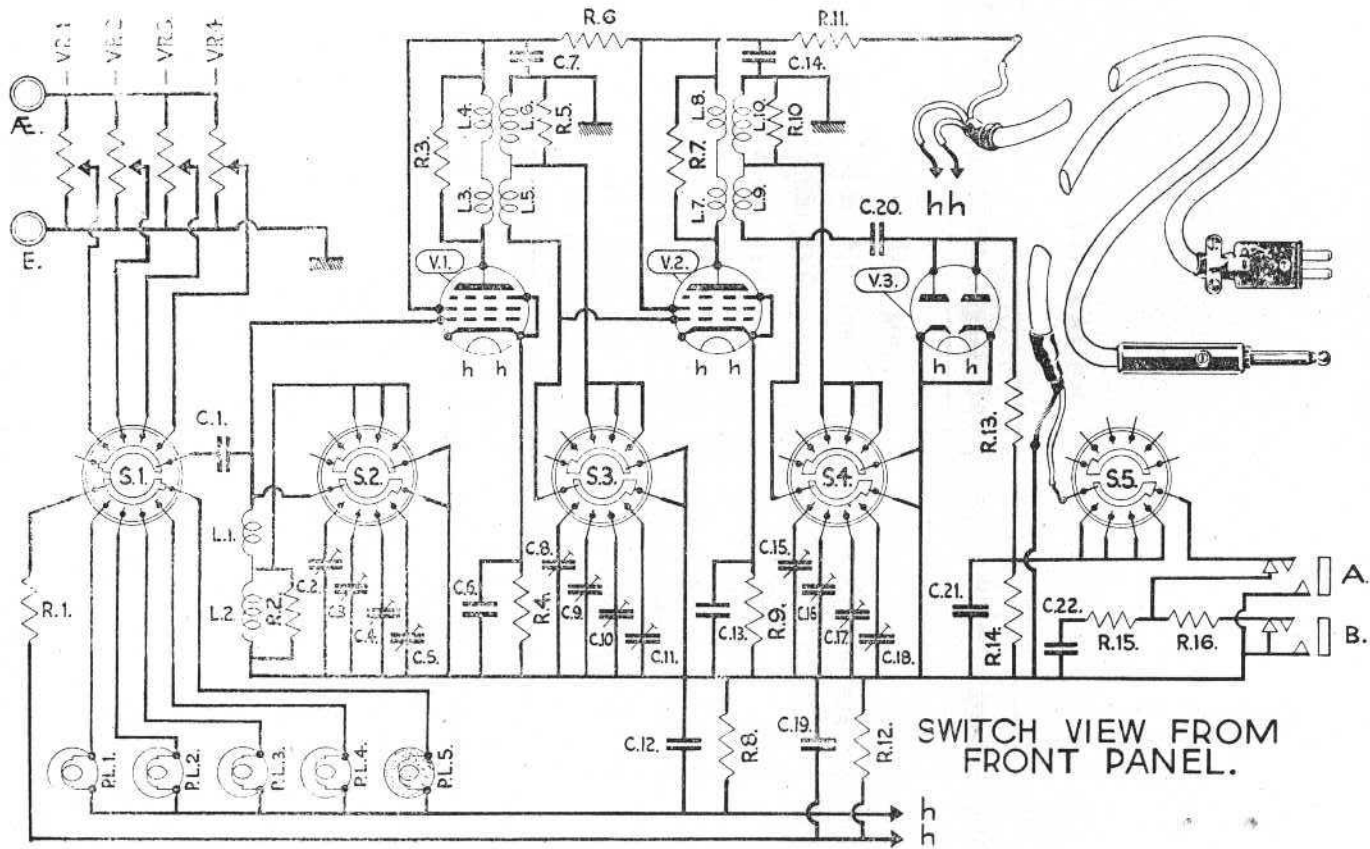 VR.1
VR.2
VR.3
VR.4
Æ.
E.
R.6
R.11.
C.7.
C.14.
L.4.
L.6.
R.5.
R.3.
L.3.
L.5.
L.8.
L.10.
R.10
R.7.
L.7.
L.9.
C.20.
h h
V.1.
V.2.
V.3.
h h
h h
h h
C.1.
S.1.
S.2.
S.3.
S.4.
S.5.
R.13.
L.1.
L.2.
R.2.
R.1.
C.2.
C.3
C.4.
C.5.
C.6.
R.4.
C.8.
C.9.
C.10
C.11.
C.13.
R.9.
C.15.
C.16
C.17.
C.18.
C.21.
R.14.
C.22.
R.15.
R.16.
A.
B.
P.L.1.
P.L.2.
P.L.3.
P.L.4.
P.L.5.
C.12.
R.8.
C.19.
R.12.
SWITCH VIEW FROM
FRONT PANEL.
h
h